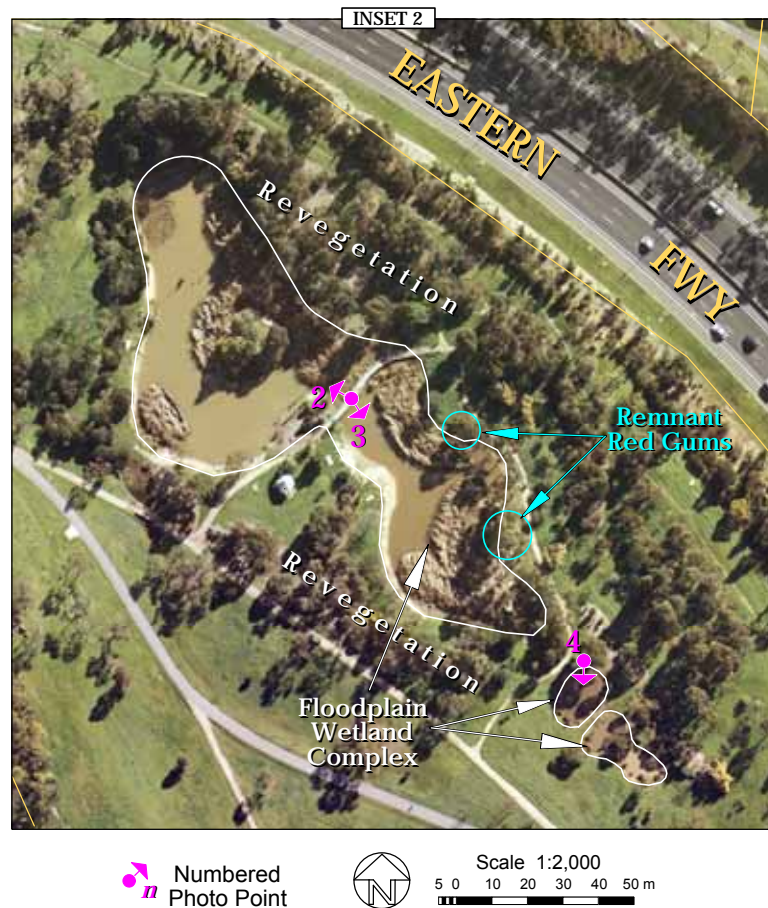 INSET 2
EASTERN
FWY
Revegetation
2
3
Remnant
Red Gums
Revegetation
4
Floodplain
Wetland
Complex
n
Numbered
Photo Point
N
Scale 1:2,000
5 0 10 20 30 40 50 m